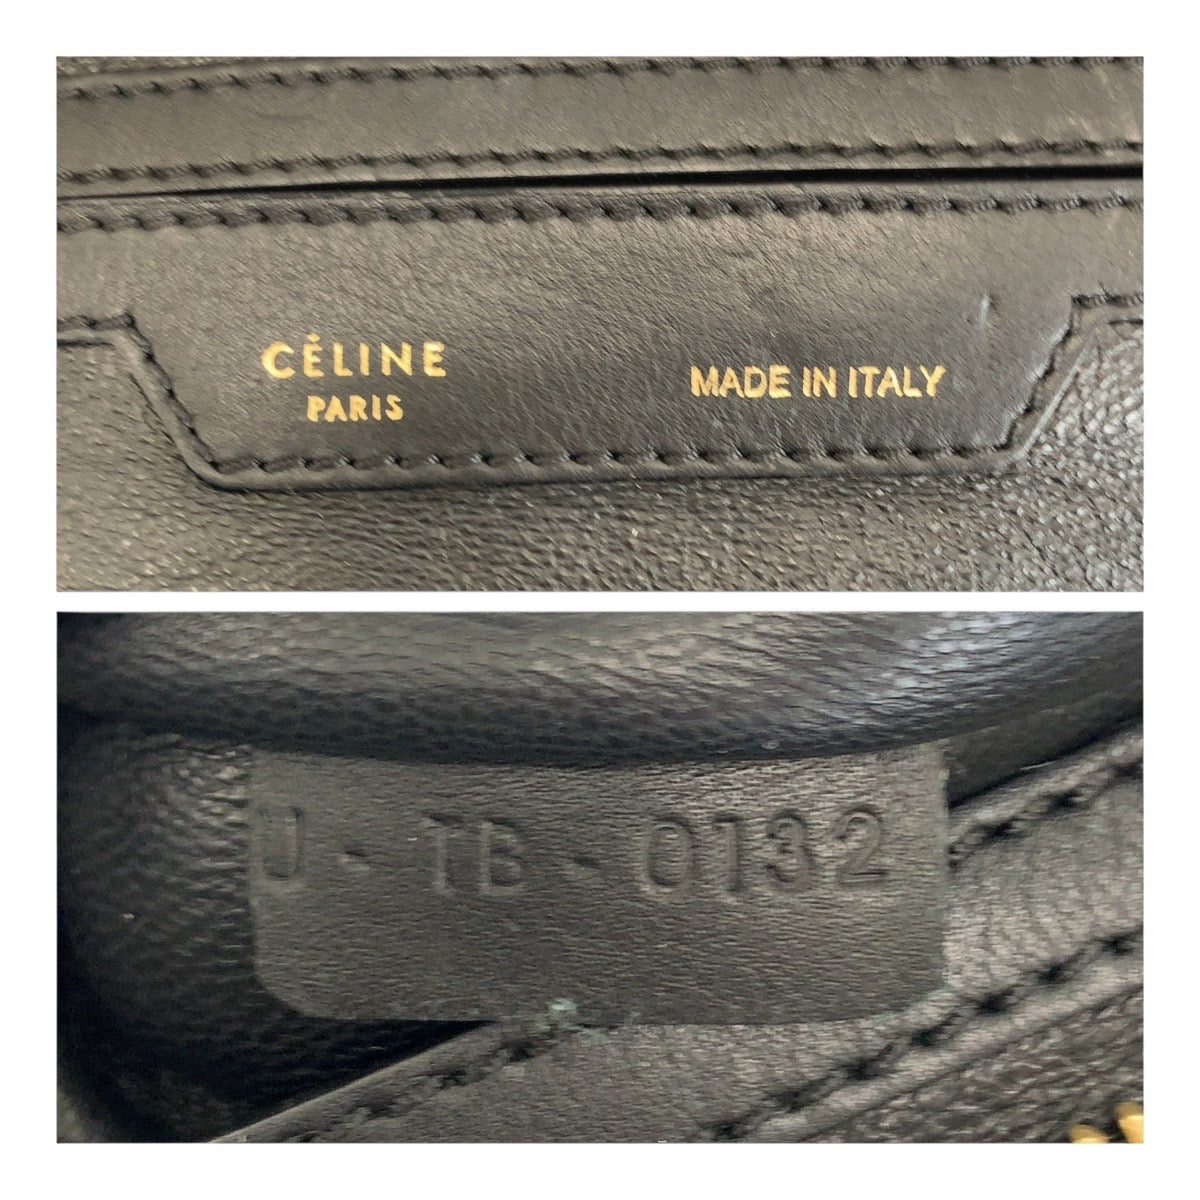 CÉLINE
PARIS
MADE IN ITALY
U-TB-0132